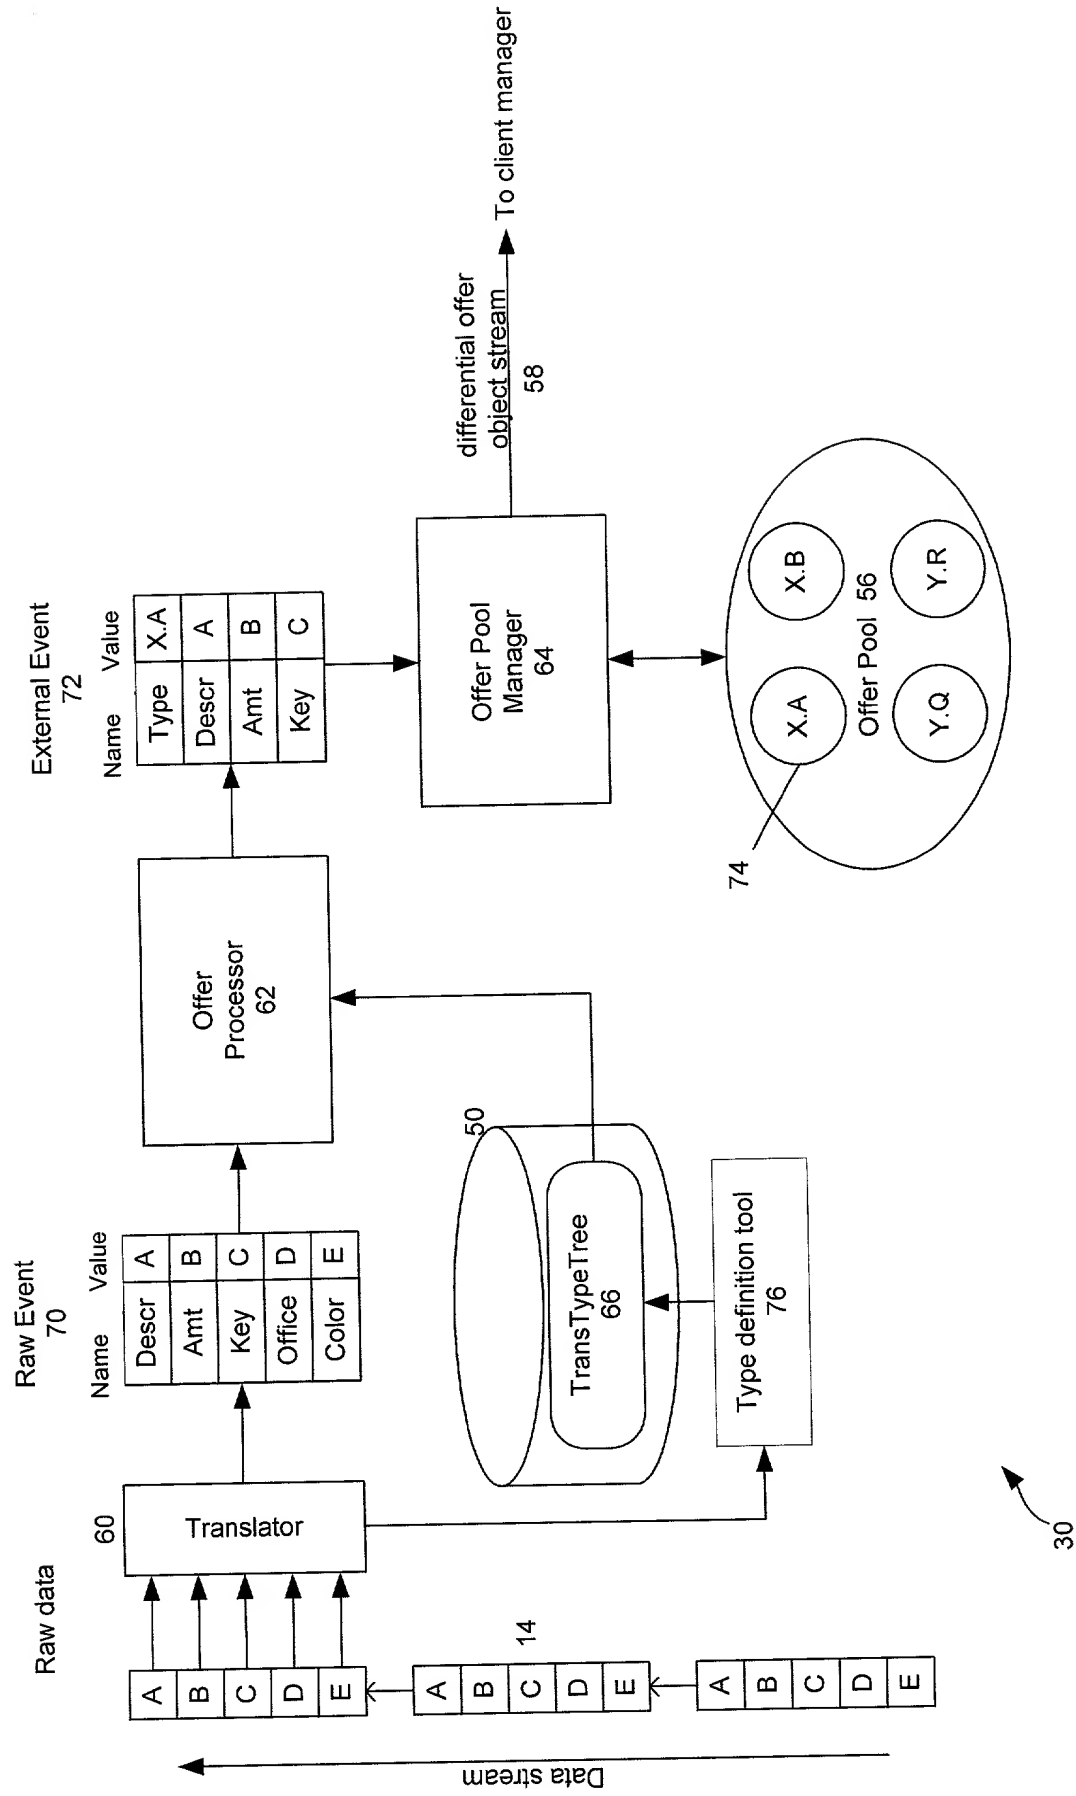 Raw data
Raw Event
70
External Event
72
Name Value
Name Value
60
A
B
C
D
E
Translator
Descr A
Amt B
Key C
Office D
Color E
Offer
Processor
62
Type X.A
Descr A
Amt B
Key C
Data stream
A
B
C
D
E
14
A
B
C
D
E
50
TransTypeTree
66
Type definition tool
76
Offer Pool
Manager
64
differential offer
object stream
58
To client manager
74
X.A
X.B
Offer Pool 56
Y.Q
Y.R
30